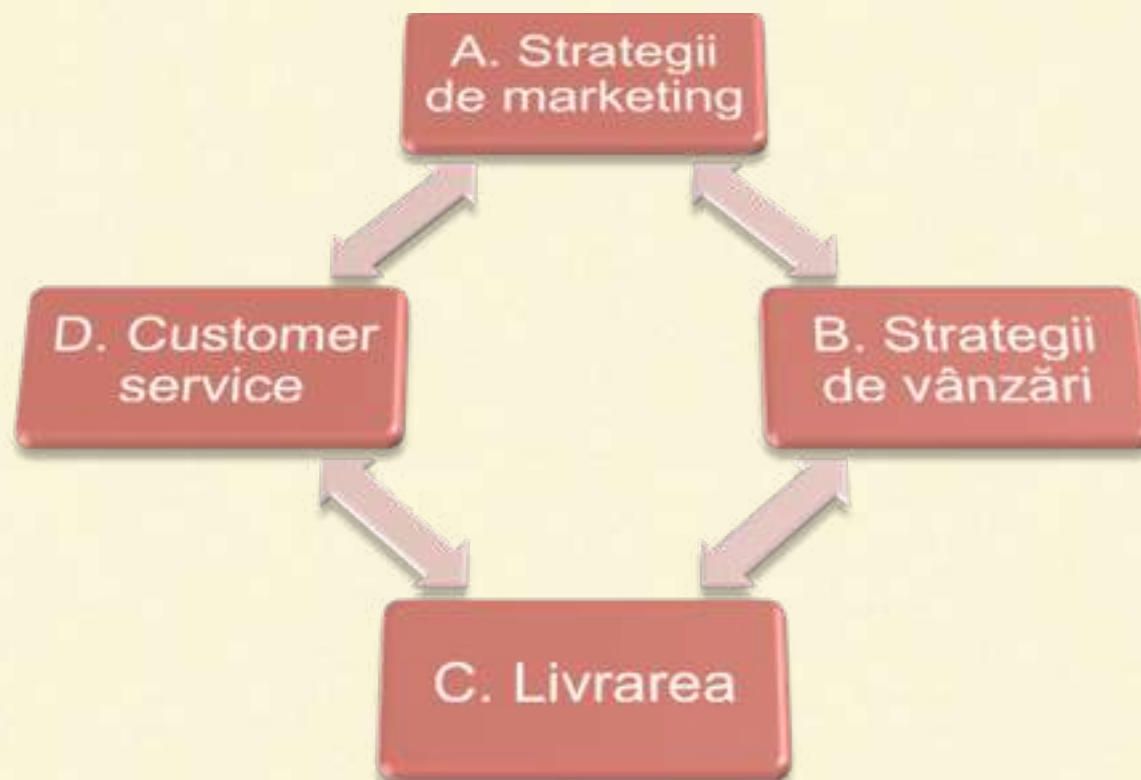 A. Strategii
de marketing
D. Customer
service
B. Strategii
de vânzări
C. Livrarea